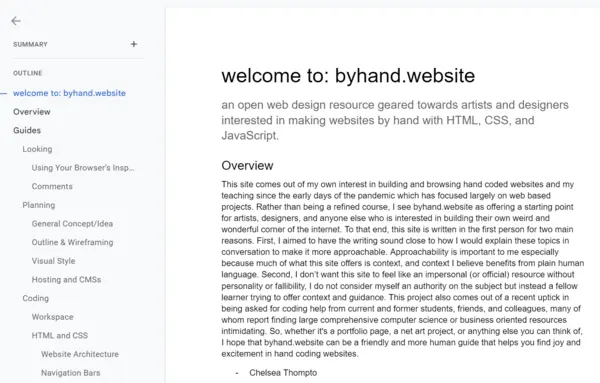 SUMMARY
OUTLINE
welcome to: byhand.website
Overview
Guides
Looking
Using Your Browser's Insp...
Comments
Planning
General Concept/Idea
Outline & Wireframing
Visual Style
Hosting and CMSs
Coding
Workspace
HTML and CSS
Website Architecture
Navigation Bars
welcome to: byhand.website
an open web design resource geared towards artists and designers
interested in making websites by hand with HTML, CSS, and
JavaScript.
Overview
This site comes out of my own interest in building and browsing hand coded websites and my
teaching since the early days of the pandemic which has focused largely on web based
projects. Rather than being a refined course, I see byhand.website as offering a starting point
for artists, designers, and anyone else who is interested in building their own weird and
wonderful corner of the internet. To that end, this site is written in the first person for two main
reasons. First, I aimed to have the writing sound close to how I would explain these topics in
conversation to make it more approachable. Approachability is important to me especially
because much of what this site offers is context, and context I believe benefits from plain human
language. Second, I don't want this site to feel like an impersonal (or official) resource without
personality or fallibility, I do not consider myself an authority on the subject but instead a fellow
learner trying to offer context and guidance. This project also comes out of a recent uptick in
being asked for coding help from current and former students, friends, and colleagues, many of
whom report finding large comprehensive computer science or business oriented resources
intimidating. So, whether it's a portfolio page, a net art project, or anything else you can think of,
I hope that byhand.website can be a friendly and more human guide that helps you find joy and
excitement in hand coding websites.
- Chelsea Thompto